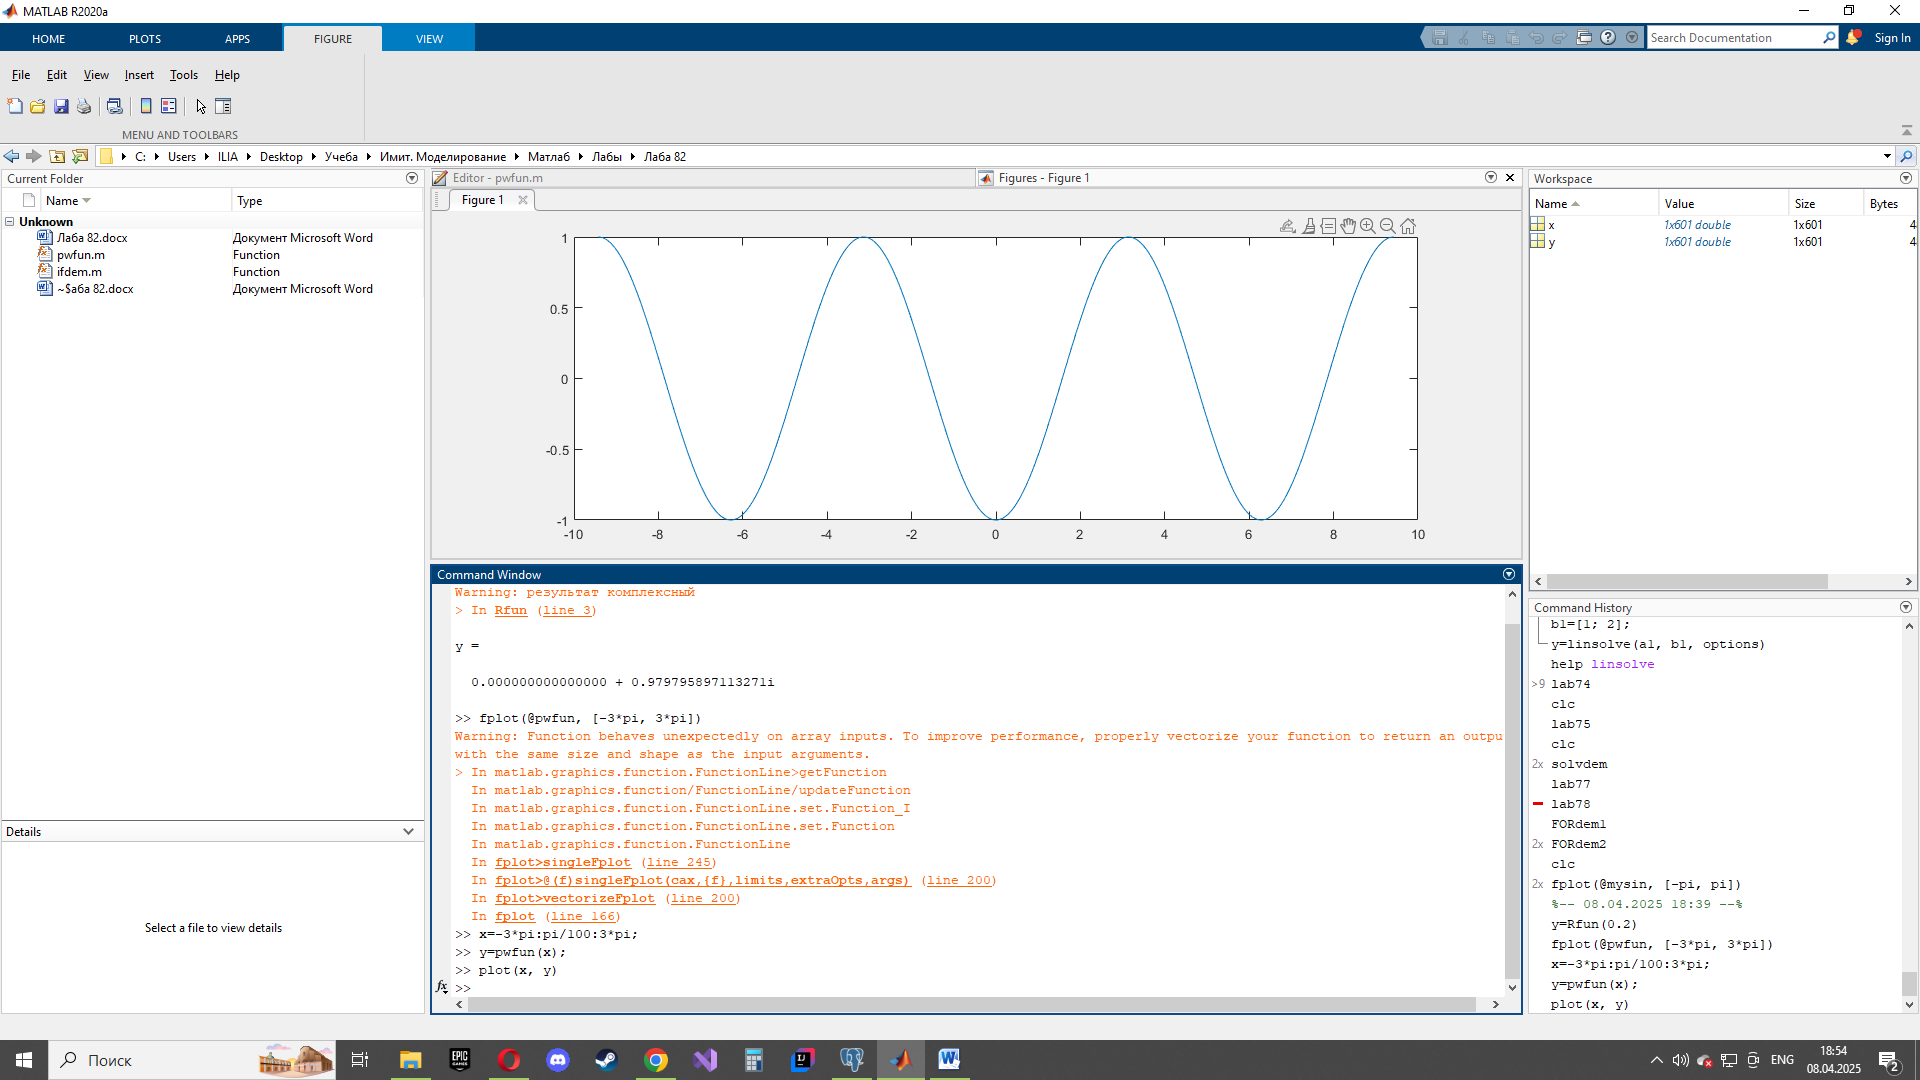 MATLAB R2020a
HOME PLOTS APPS FIGURE VIEW
Search Documentation Sign In
File Edit View Insert Tools Help
MENU AND TOOLBARS
C: Users ILIA Desktop Учеба Имит. Моделирование Матлаб Лабы Лаба 82
Current Folder
Name Type
Unknown
Лаба 82.docx Документ Microsoft Word
pwfun.m Function
ifdem.m Function
~$аба 82.docx Документ Microsoft Word
Details
Select a file to view details
Editor - pwfun.m
Figures - Figure 1
Figure 1
1
0.5
0
-0.5
-1
-10 -8 -6 -4 -2 0 2 4 6 8 10
Command Window
Warning: результат комплексный
> In Rfun (line 3)
y =
0.000000000000000 + 0.979795897113271i
>> fplot(@pwfun, [-3*pi, 3*pi])
Warning: Function behaves unexpectedly on array inputs. To improve performance, properly vectorize your function to return an outpu
with the same size and shape as the input arguments.
> In matlab.graphics.function.FunctionLine>getFunction
In matlab.graphics.function.FunctionLine/updateFunction
In matlab.graphics.function.FunctionLine.set.Function_I
In matlab.graphics.function.FunctionLine.set.Function
In matlab.graphics.function.FunctionLine
In fplot>singleFplot (line 245)
In fplot>@(f)singleFplot(cax,{f},limits,extraOpts,args) (line 200)
In fplot>vectorizeFplot (line 200)
In fplot (line 166)
>> x=-3*pi:pi/100:3*pi;
>> y=pwfun(x);
>> plot(x, y)
fx >>
Workspace
Name Value Size Bytes
x 1x601 double 1x601 4
y 1x601 double 1x601 4
Command History
b1=[1; 2];
y=linsolve(a1, b1, options)
help linsolve
>9 lab74
clc
lab75
clc
2x solvdem
lab77
lab78
FORdem1
2x FORdem2
clc
2x fplot(@mysin, [-pi, pi])
%-- 08.04.2025 18:39 --%
y=Rfun(0.2)
fplot(@pwfun, [-3*pi, 3*pi])
x=-3*pi:pi/100:3*pi;
y=pwfun(x);
plot(x, y)
Поиск
EPIC GAMES
IJ
W
ENG
18:54
08.04.2025
2